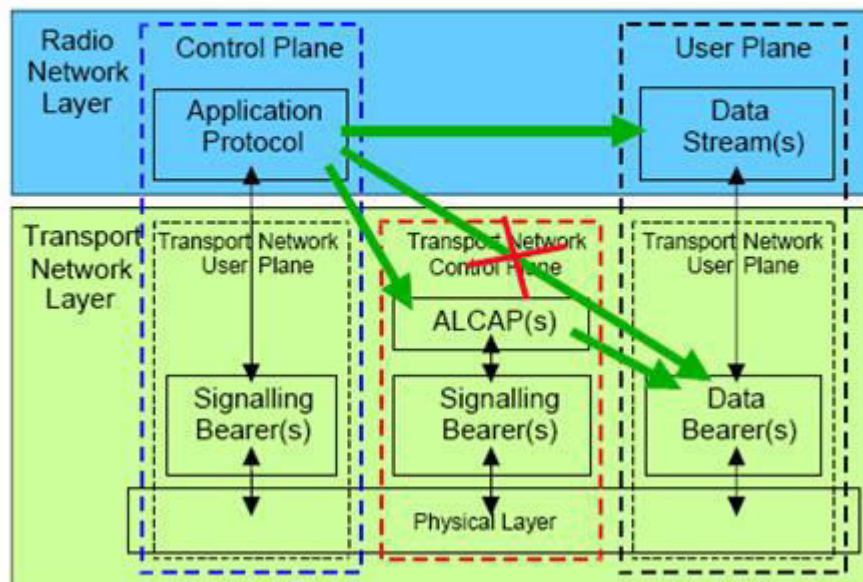 Radio
Network
Layer
Control Plane
User Plane
Application
Protocol
Data
Stream(s)
Transport
Network
Layer
Transport Network
User Plane
Transport Network
Control Plane
Transport Network
User Plane
ALCAP(s)
Signalling
Bearer(s)
Signalling
Bearer(s)
Data
Bearer(s)
Physical Layer